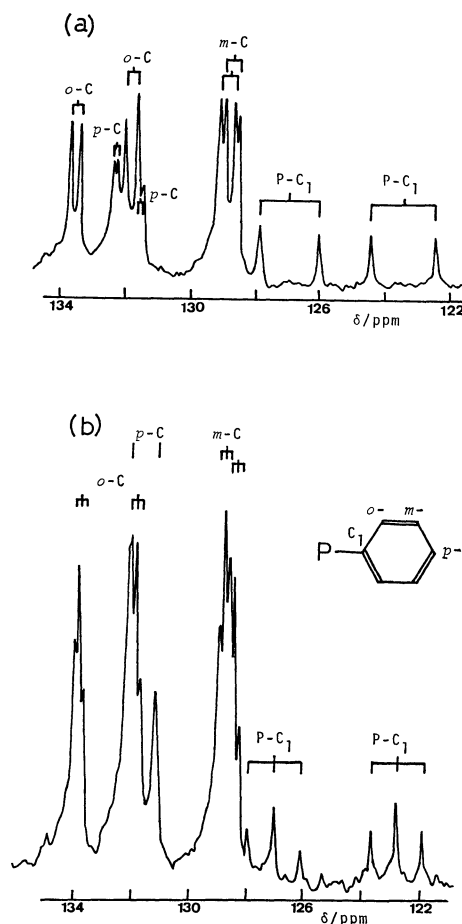 (a)
m-C
o-C
o-C
p-C
p-C
P-C₁
P-C₁
134 130 126 122
δ/ppm
(b)
p-C
m-C
o-C
o- m-
C₁
p-
P
P-C₁
P-C₁
134 130 126 122
δ/ppm